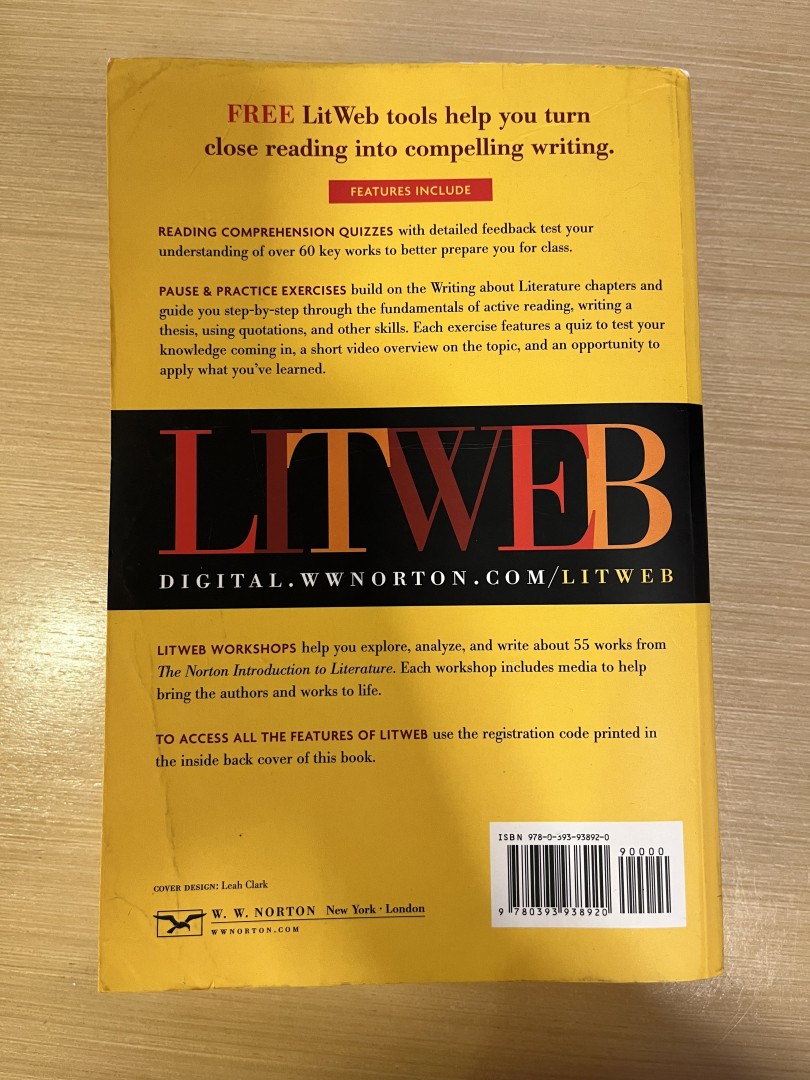 FREE LitWeb tools help you turn
close reading into compelling writing.
FEATURES INCLUDE
READING COMPREHENSION QUIZZES with detailed feedback test your
understanding of over 60 key works to better prepare you for class.
PAUSE & PRACTICE EXERCISES build on the Writing about Literature chapters and
guide you step-by-step through the fundamentals of active reading, writing a
thesis, using quotations, and other skills. Each exercise features a quiz to test your
knowledge coming in, a short video overview on the topic, and an opportunity to
apply what you've learned.
LITWEB
DIGITAL.WWNORTON.COM/LITWEB
LITWEB WORKSHOPS help you explore, analyze, and write about 55 works from
The Norton Introduction to Literature. Each workshop includes media to help
bring the authors and works to life.
TO ACCESS ALL THE FEATURES OF LITWEB use the registration code printed in
the inside back cover of this book.
ISBN 978-0-393-93892-0
90000
9 780393 938920
COVER DESIGN: Leah Clark
W. W. NORTON New York · London
WWNORTON.COM